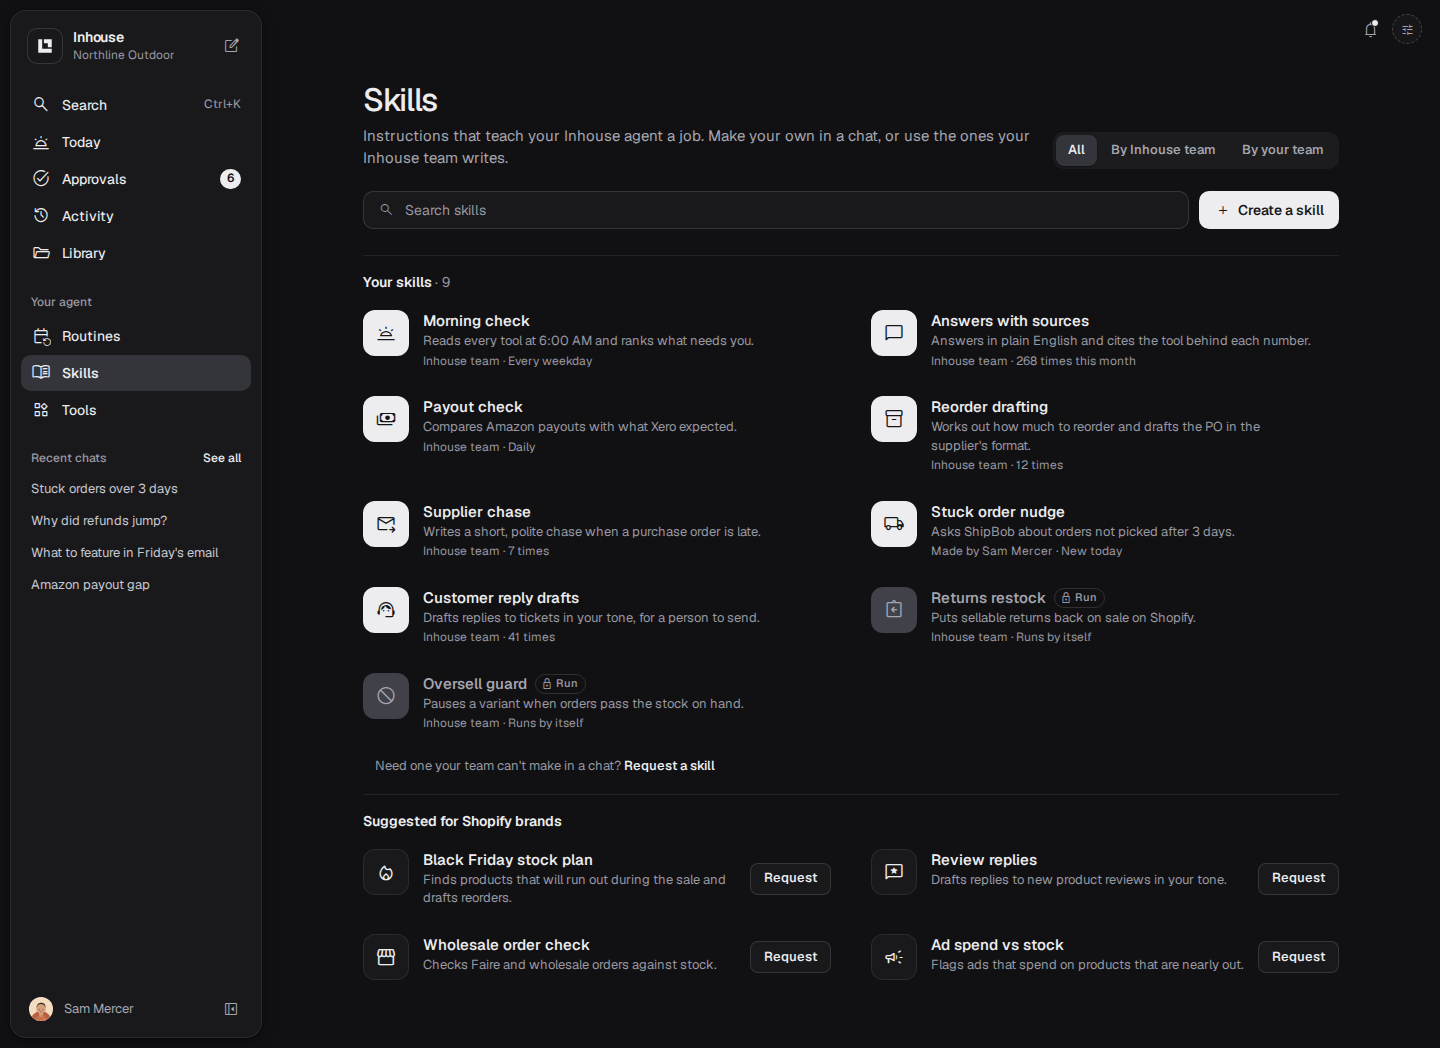 Inhouse
Northline Outdoor
Search Ctrl+K
Today
Approvals 6
Activity
Library
Your agent
Routines
Skills
Tools
Recent chats See all
Stuck orders over 3 days
Why did refunds jump?
What to feature in Friday's email
Amazon payout gap
Sam Mercer
Skills
Instructions that teach your Inhouse agent a job. Make your own in a chat, or use the ones your
Inhouse team writes.
All By Inhouse team By your team
Search skills
+ Create a skill
Your skills · 9
Morning check
Reads every tool at 6:00 AM and ranks what needs you.
Inhouse team · Every weekday
Answers with sources
Answers in plain English and cites the tool behind each number.
Inhouse team · 268 times this month
Payout check
Compares Amazon payouts with what Xero expected.
Inhouse team · Daily
Reorder drafting
Works out how much to reorder and drafts the PO in the
supplier's format.
Inhouse team · 12 times
Supplier chase
Writes a short, polite chase when a purchase order is late.
Inhouse team · 7 times
Stuck order nudge
Asks ShipBob about orders not picked after 3 days.
Made by Sam Mercer · New today
Customer reply drafts
Drafts replies to tickets in your tone, for a person to send.
Inhouse team · 41 times
Returns restock Run
Puts sellable returns back on sale on Shopify.
Inhouse team · Runs by itself
Oversell guard Run
Pauses a variant when orders pass the stock on hand.
Inhouse team · Runs by itself
Need one your team can't make in a chat? Request a skill
Suggested for Shopify brands
Black Friday stock plan
Finds products that will run out during the sale and
drafts reorders.
Request
Review replies
Drafts replies to new product reviews in your tone.
Request
Wholesale order check
Checks Faire and wholesale orders against stock.
Request
Ad spend vs stock
Flags ads that spend on products that are nearly out.
Request